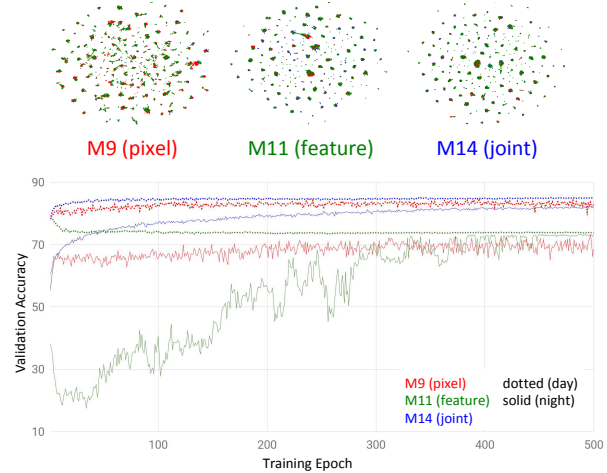 M9 (pixel) M11 (feature) M14 (joint)
90
70
50
30
10
Validation Accuracy
M9 (pixel) dotted (day)
M11 (feature) solid (night)
M14 (joint)
100 200 300 400 500
Training Epoch